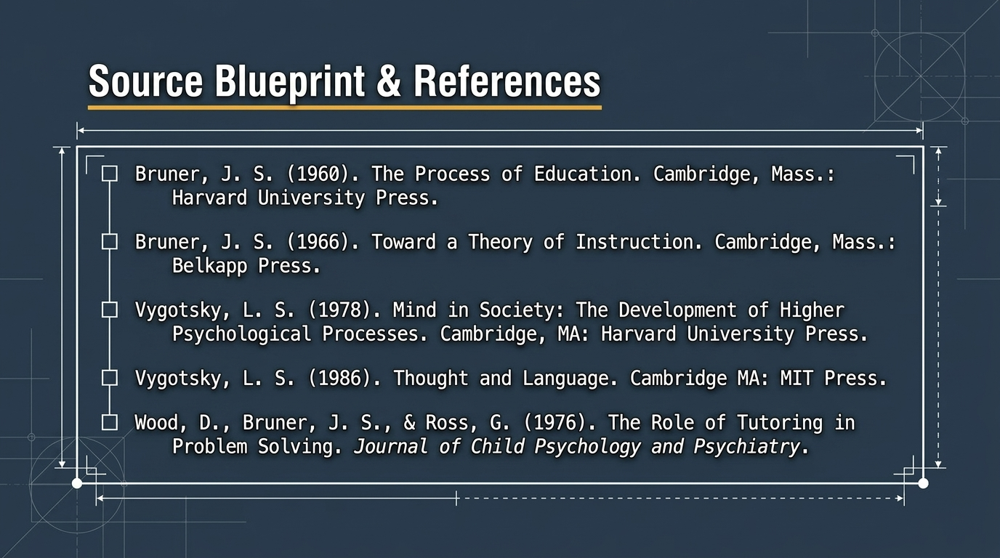 Source Blueprint & References
Bruner, J. S. (1960). The Process of Education. Cambridge, Mass.:
Harvard University Press.
Bruner, J. S. (1966). Toward a Theory of Instruction. Cambridge, Mass.:
Belkapp Press.
Vygotsky, L. S. (1978). Mind in Society: The Development of Higher
Psychological Processes. Cambridge, MA: Harvard University Press.
Vygotsky, L. S. (1986). Thought and Language. Cambridge MA: MIT Press.
Wood, D., Bruner, J. S., & Ross, G. (1976). The Role of Tutoring in
Problem Solving. Journal of Child Psychology and Psychiatry.